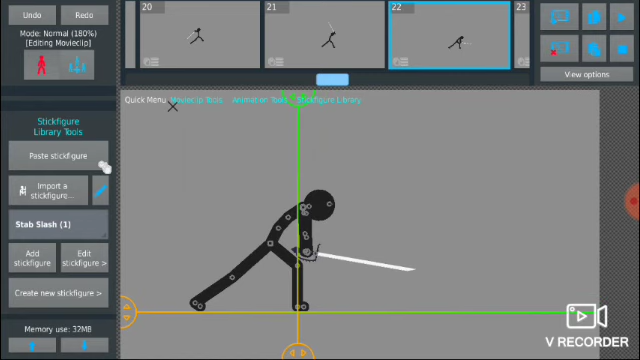 Undo Redo
Mode: Normal (180%)
[Editing Movieclip]
Stickfigure
Library Tools
Paste stickfigure
Import a
stickfigure...
Stab Slash (1)
Add
stickfigure
Edit
stickfigure >
Create new stickfigure >
Memory use: 32MB
20 21 22 23
View options
Quick Menu Movieclip Tools Animation Tools Stickfigure Library
V RECORDER